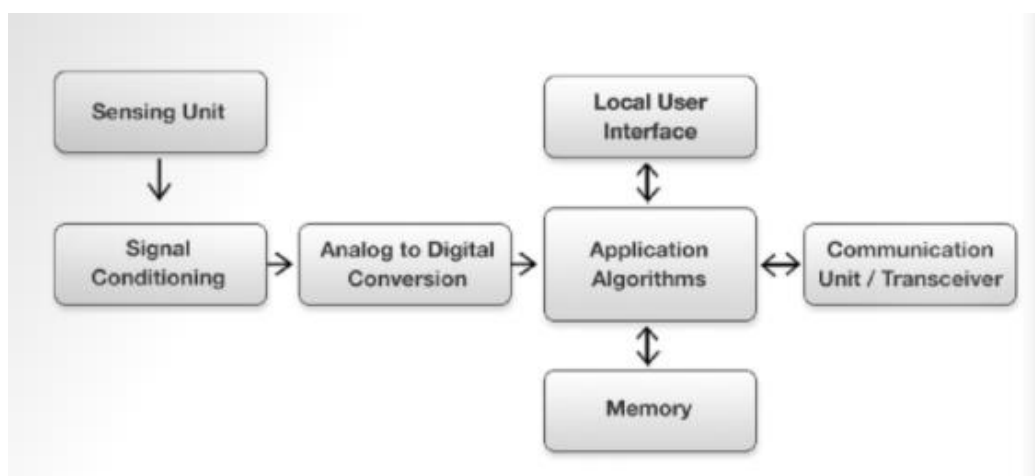 Sensing Unit
Local User
Interface
Signal
Conditioning
Analog to Digital
Conversion
Application
Algorithms
Communication
Unit / Transceiver
Memory